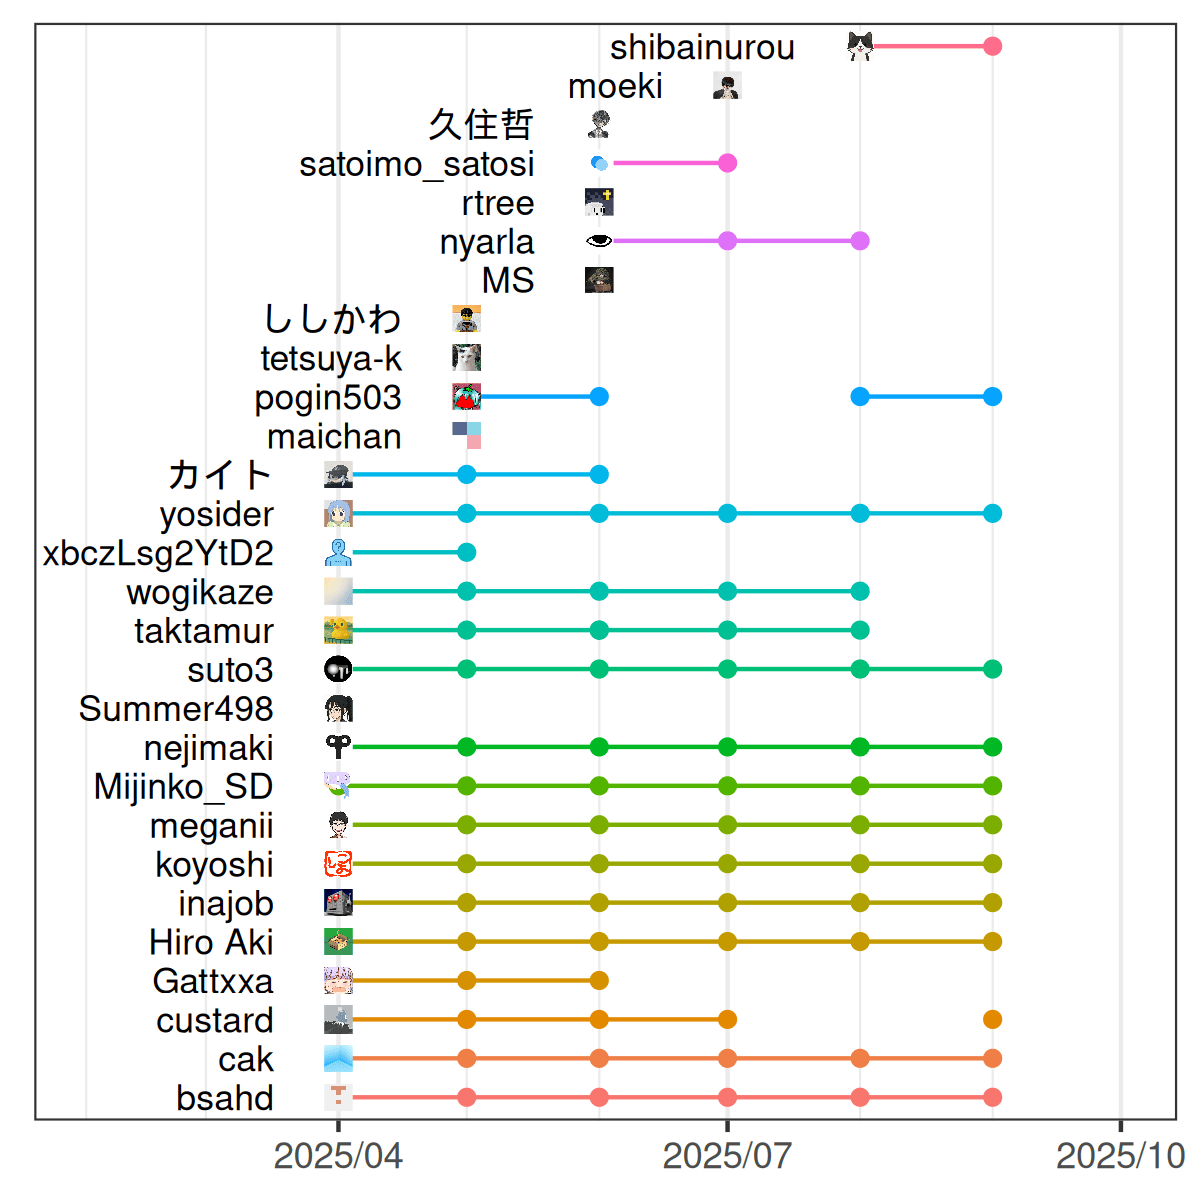 shibainurou
moeki
久住哲
satoimo_satosi
rtree
nyarla
MS
ししかわ
tetsuya-k
pogin503
maichan
カイト
yosider
xbczLsg2YtD2
wogikaze
taktamur
suto3
Summer498
nejimaki
Mijinko_SD
meganii
koyoshi
inajob
Hiro Aki
Gattxxa
custard
cak
bsahd
2025/04 2025/07 2025/10